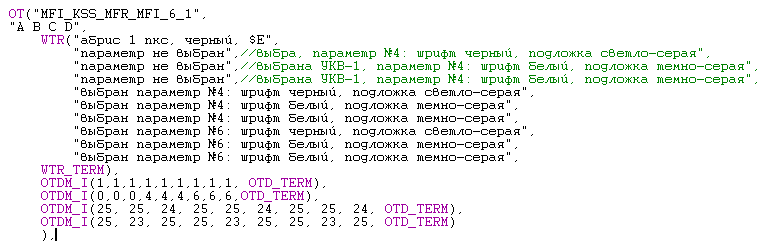 OT("MFI_KSS_MFR_MFI_6_1",
"A B C D",
WTR("абрис 1 пкс, черный, $E",
"параметр не выбран",//выбра, параметр №4: шрифт черный, подложка светло-серая",
"параметр не выбран",//выбрана УКВ-1, параметр №4: шрифт белый, подложка темно-серая",
"параметр не выбран",//выбрана УКВ-1, параметр №4: шрифт белый, подложка темно-серая",
"выбран параметр №4: шрифт черный, подложка светло-серая",
"выбран параметр №4: шрифт белый, подложка темно-серая",
"выбран параметр №4: шрифт белый, подложка темно-серая",
"выбран параметр №6: шрифт черный, подложка светло-серая",
"выбран параметр №6: шрифт белый, подложка темно-серая",
"выбран параметр №6: шрифт белый, подложка темно-серая",
WTR_TERM),
OTDM_I(1,1,1,1,1,1,1,1,1, OTD_TERM),
OTDM_I(0,0,0,4,4,4,6,6,6,OTD_TERM),
OTDM_I(25, 25, 24, 25, 25, 24, 25, 25, 24, OTD_TERM),
OTDM_I(25, 23, 25, 25, 23, 25, 25, 23, 25, OTD_TERM)
),